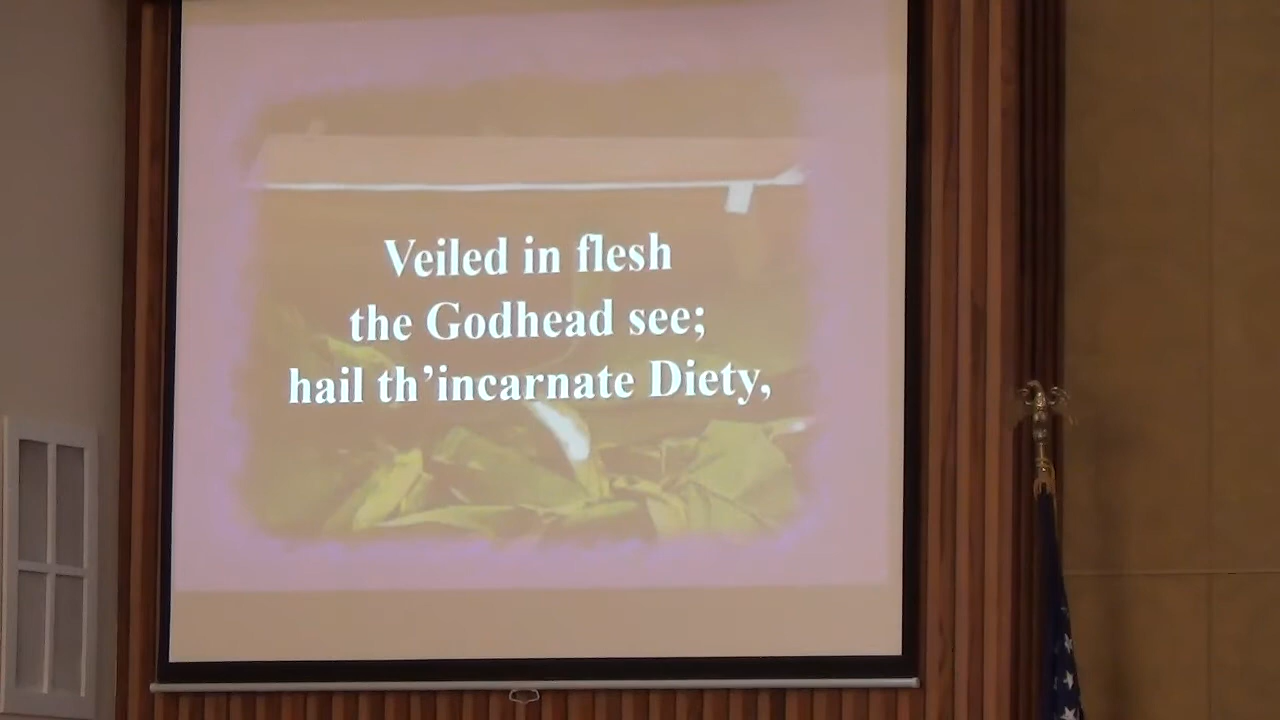 Veiled in flesh
the Godhead see;
hail th’incarnate Diety,